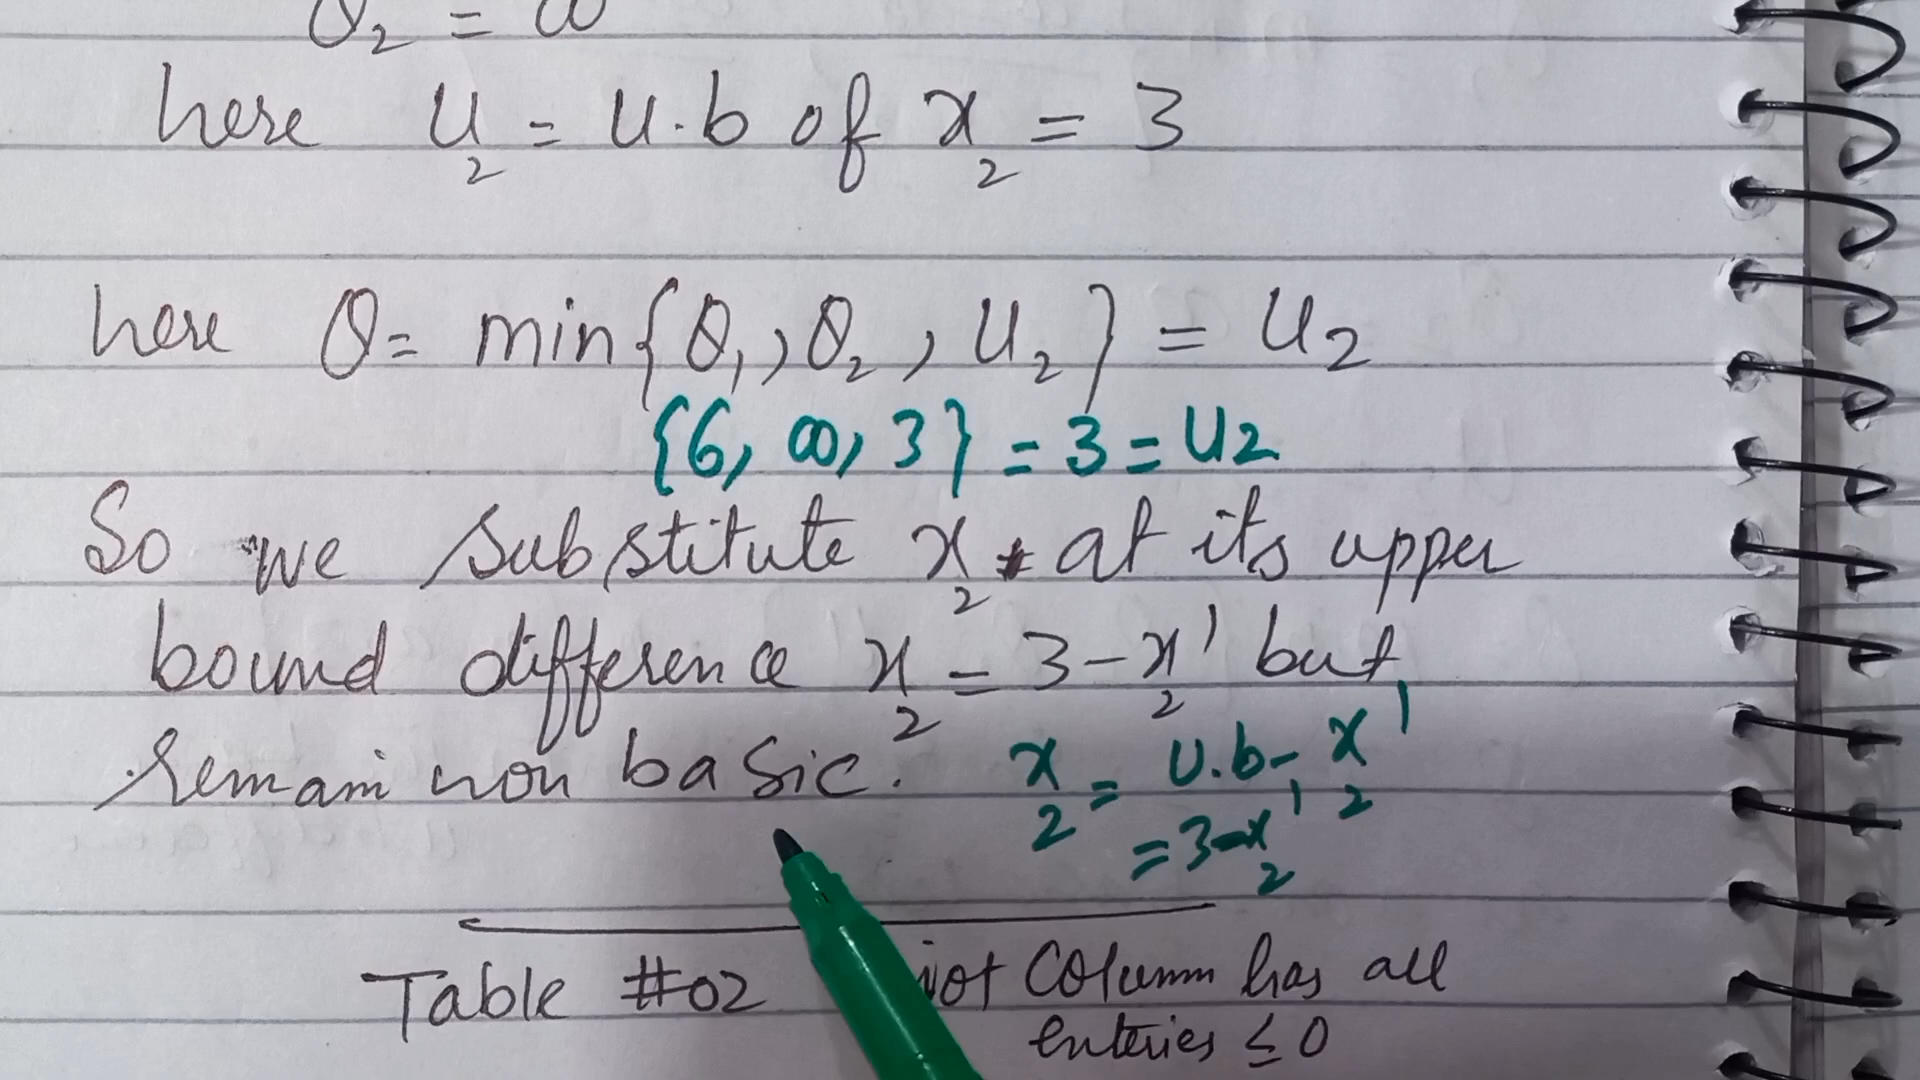 θ₂ = ∞
here u₂ = u.b of x₂ = 3
here θ = min{θ₁, θ₂, u₂} = u₂
{6, ∞, 3} = 3 = u₂
So we substitute x₂ at its upper
bound difference x₂ = 3 - x₂' but
remain non basic.
x₂ = u.b - x₂'
= 3 - x₂'
Table #02 Column has all
enteries ≤ 0